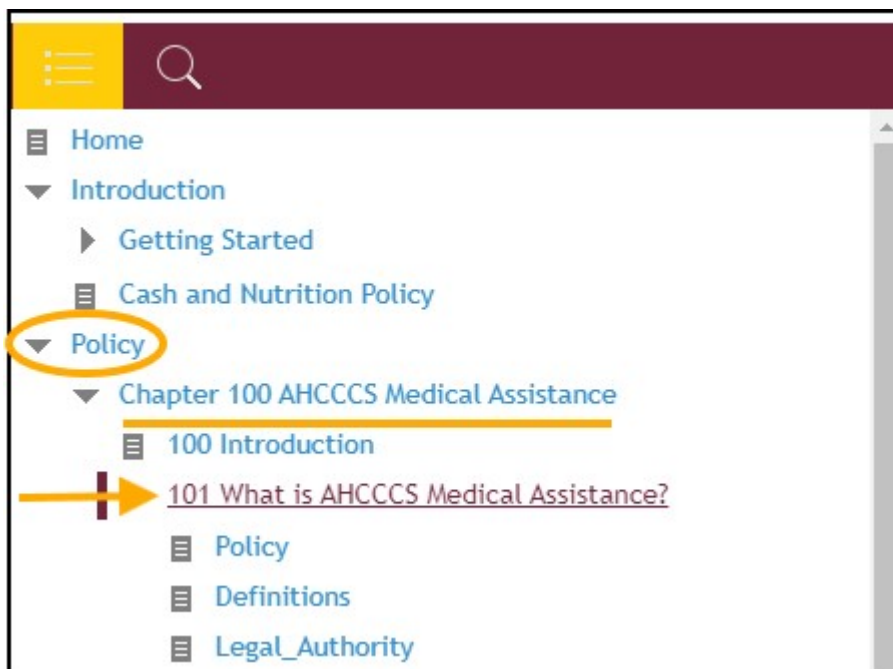 Home
Introduction
Getting Started
Cash and Nutrition Policy
Policy
Chapter 100 AHCCCS Medical Assistance
100 Introduction
101 What is AHCCCS Medical Assistance?
Policy
Definitions
Legal_Authority